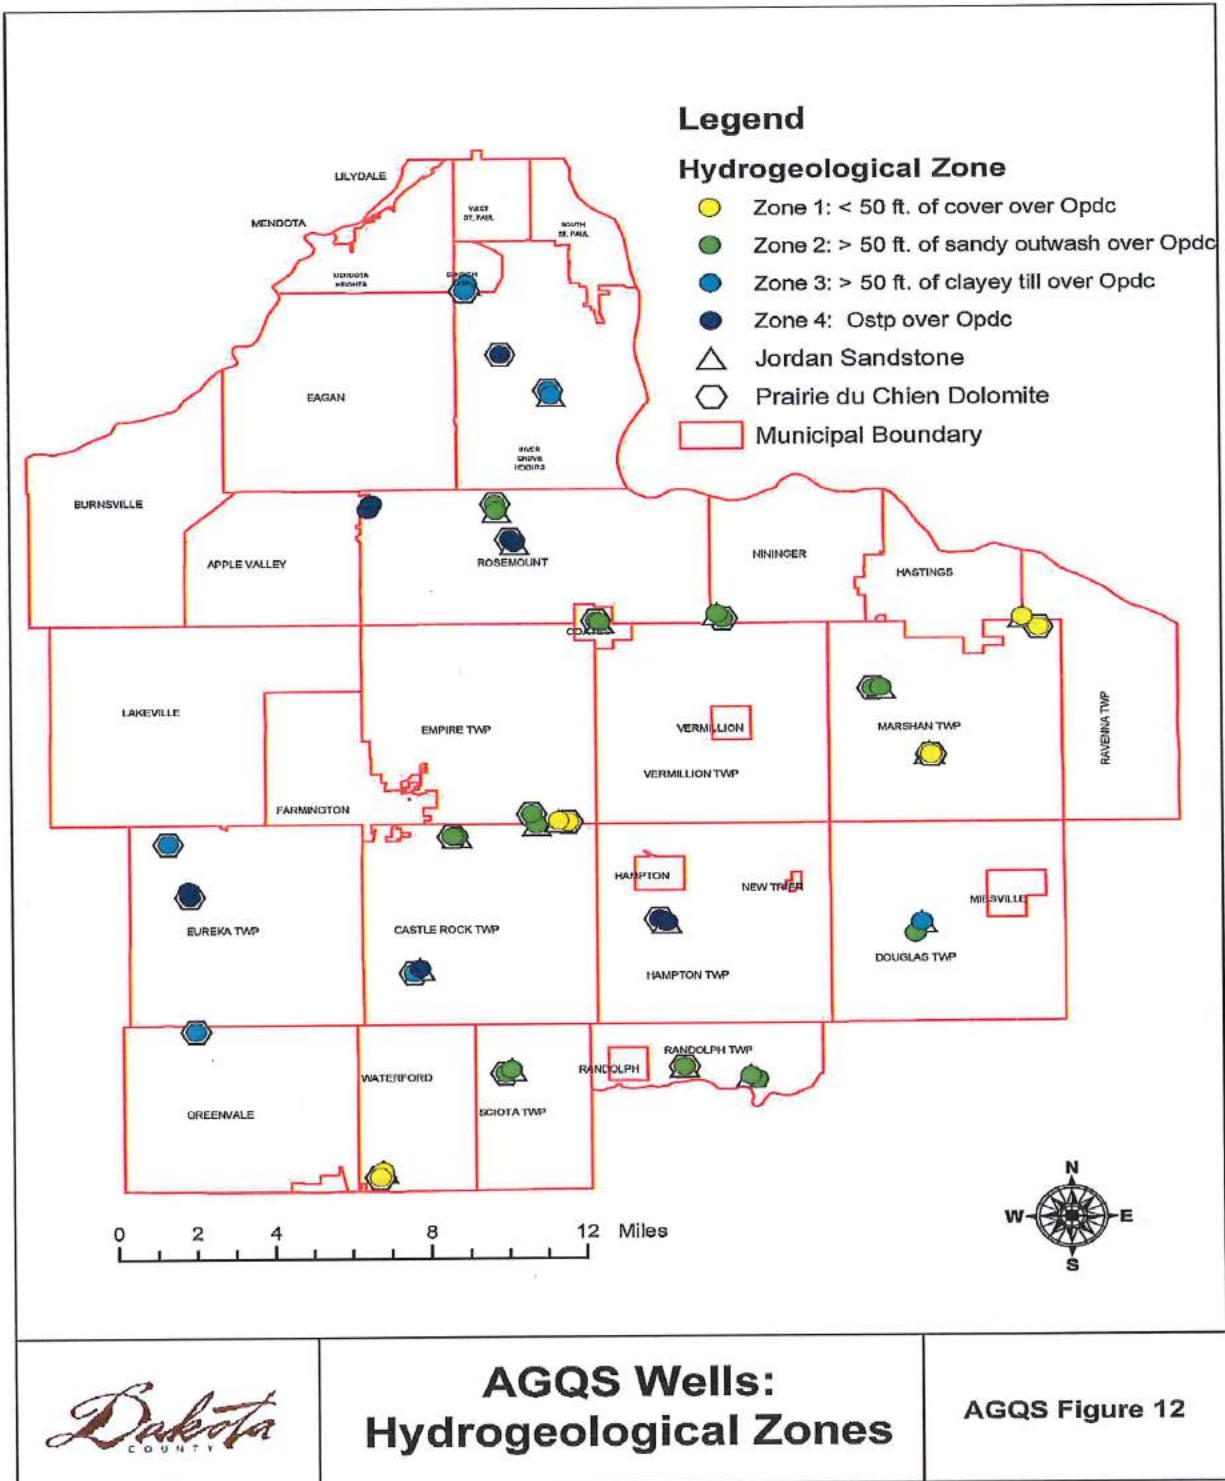 Legend
Hydrogeological Zone
Zone 1: < 50 ft. of cover over Opdc
Zone 2: > 50 ft. of sandy outwash over Opdc
Zone 3: > 50 ft. of clayey till over Opdc
Zone 4: Ostp over Opdc
Jordan Sandstone
Prairie du Chien Dolomite
Municipal Boundary
LILYDALE
MENDOTA
WEST
ST. PAUL
SOUTH
ST. PAUL
MENDOTA
HEIGHTS
EAGAN
INVER
GROVE
HEIGHTS
BURNSVILLE
APPLE VALLEY
ROSEMOUNT
NININGER
HASTINGS
LAKEVILLE
EMPIRE TWP
VERMILLION
VERMILLION TWP
MARSHAN TWP
RAVENNA TWP
FARMINGTON
HAMPTON
NEW TRIER
MIESVILLE
EUREKA TWP
CASTLE ROCK TWP
HAMPTON TWP
DOUGLAS TWP
RANDOLPH TWP
RANDOLPH
WATERFORD
GREENVALE
SCIOTA TWP
0 2 4 8 12 Miles
N
W E
S
Dakota
COUNTY
AGQS Wells:
Hydrogeological Zones
AGQS Figure 12